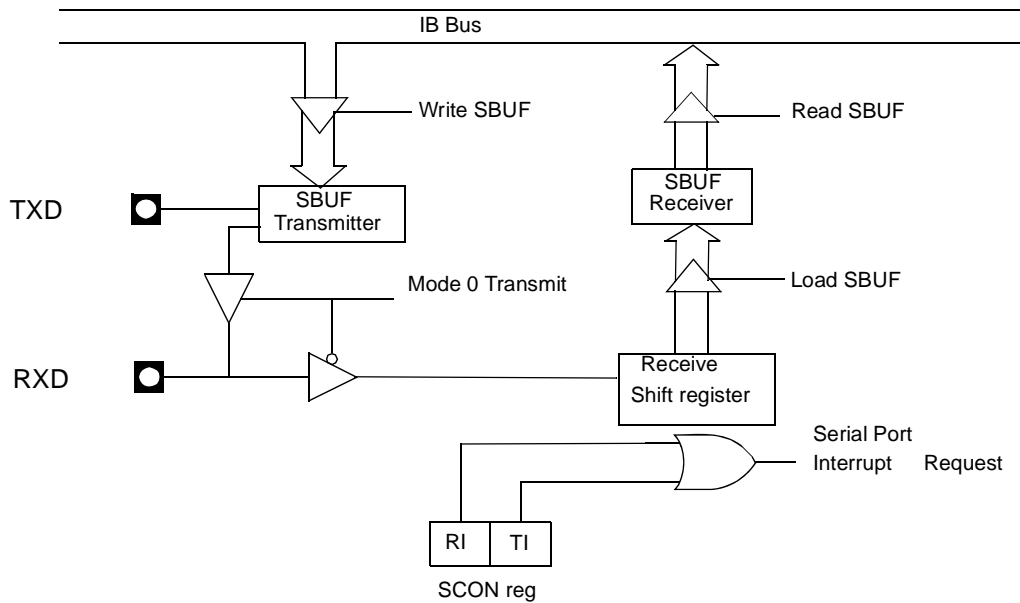 IB Bus
Write SBUF
Read SBUF
TXD
SBUF
Transmitter
SBUF
Receiver
Mode 0 Transmit
Load SBUF
RXD
Receive
Shift register
Serial Port
Interrupt Request
RI TI
SCON reg